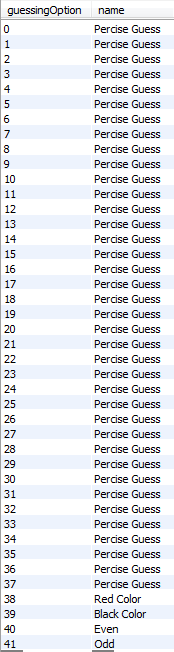 guessingOption name
0 Percise Guess
1 Percise Guess
2 Percise Guess
3 Percise Guess
4 Percise Guess
5 Percise Guess
6 Percise Guess
7 Percise Guess
8 Percise Guess
9 Percise Guess
10 Percise Guess
11 Percise Guess
12 Percise Guess
13 Percise Guess
14 Percise Guess
15 Percise Guess
16 Percise Guess
17 Percise Guess
18 Percise Guess
19 Percise Guess
20 Percise Guess
21 Percise Guess
22 Percise Guess
23 Percise Guess
24 Percise Guess
25 Percise Guess
26 Percise Guess
27 Percise Guess
28 Percise Guess
29 Percise Guess
30 Percise Guess
31 Percise Guess
32 Percise Guess
33 Percise Guess
34 Percise Guess
35 Percise Guess
36 Percise Guess
37 Percise Guess
38 Red Color
39 Black Color
40 Even
41 Odd